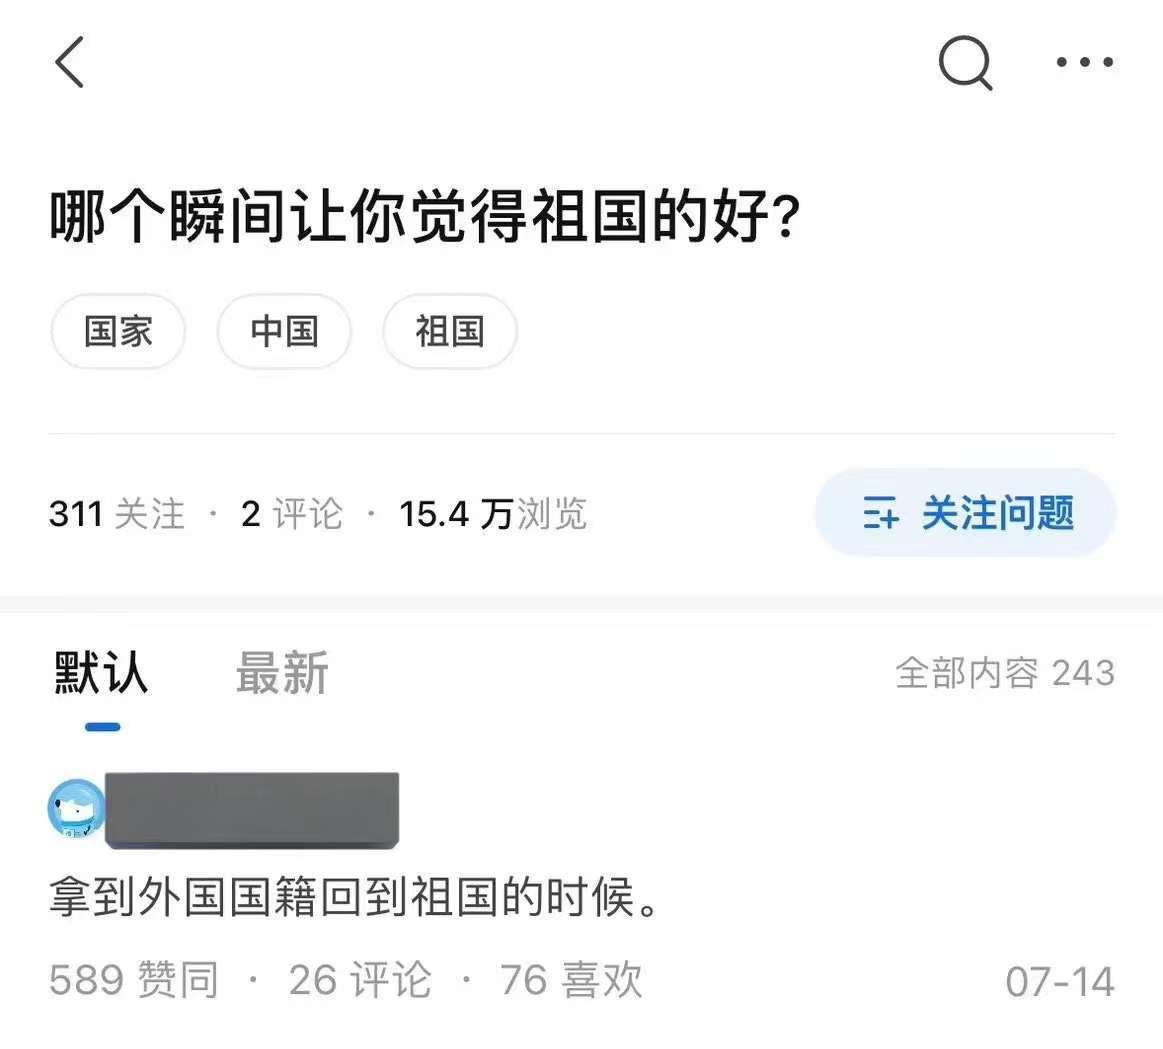 哪个瞬间让你觉得祖国的好?
国家 中国 祖国
311 关注 · 2 评论 · 15.4 万浏览 关注问题
默认 最新 全部内容 243
拿到外国国籍回到祖国的时候。
589 赞同 · 26 评论 · 76 喜欢 07-14